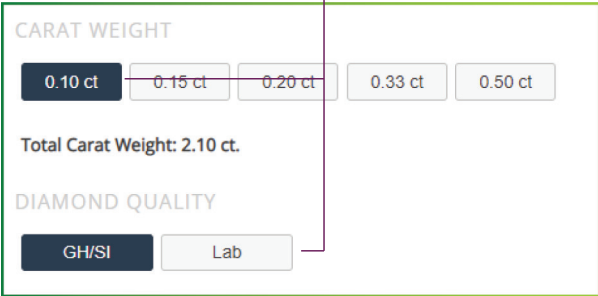 CARAT WEIGHT
0.10 ct 0.15 ct 0.20 ct 0.33 ct 0.50 ct
Total Carat Weight: 2.10 ct.
DIAMOND QUALITY
GH/SI Lab